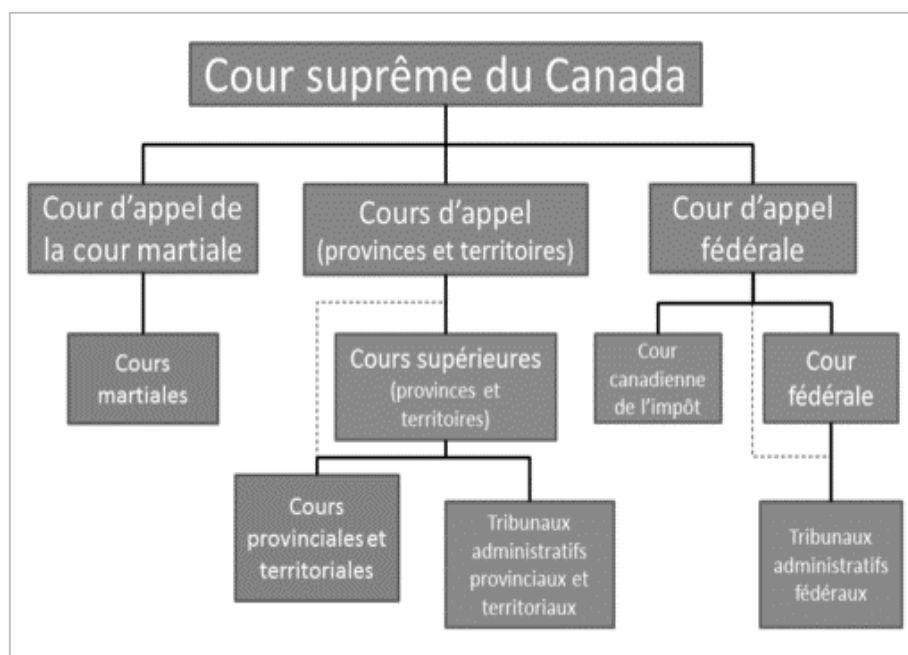 Cour suprême du Canada
Cour d’appel de
la cour martiale
Cours d’appel
(provinces et territoires)
Cour d’appel
fédérale
Cours
martiales
Cours supérieures
(provinces et
territoires)
Cour
canadienne
de l’impôt
Cour
fédérale
Cours
provinciales et
territoriales
Tribunaux
administratifs
provinciaux et
territoriaux
Tribunaux
administratifs
fédéraux